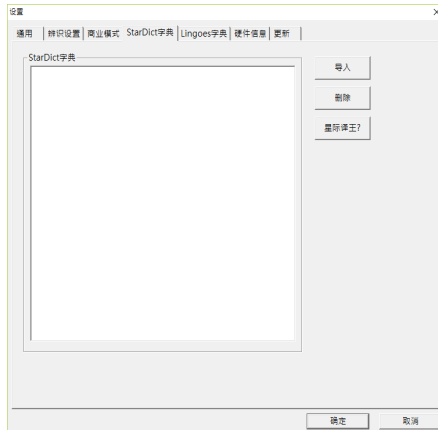 设置
通用 辨识设置 商业模式 StarDict字典 Lingoes字典 硬件信息 更新
StarDict字典
导入
删除
星际译王?
确定 取消